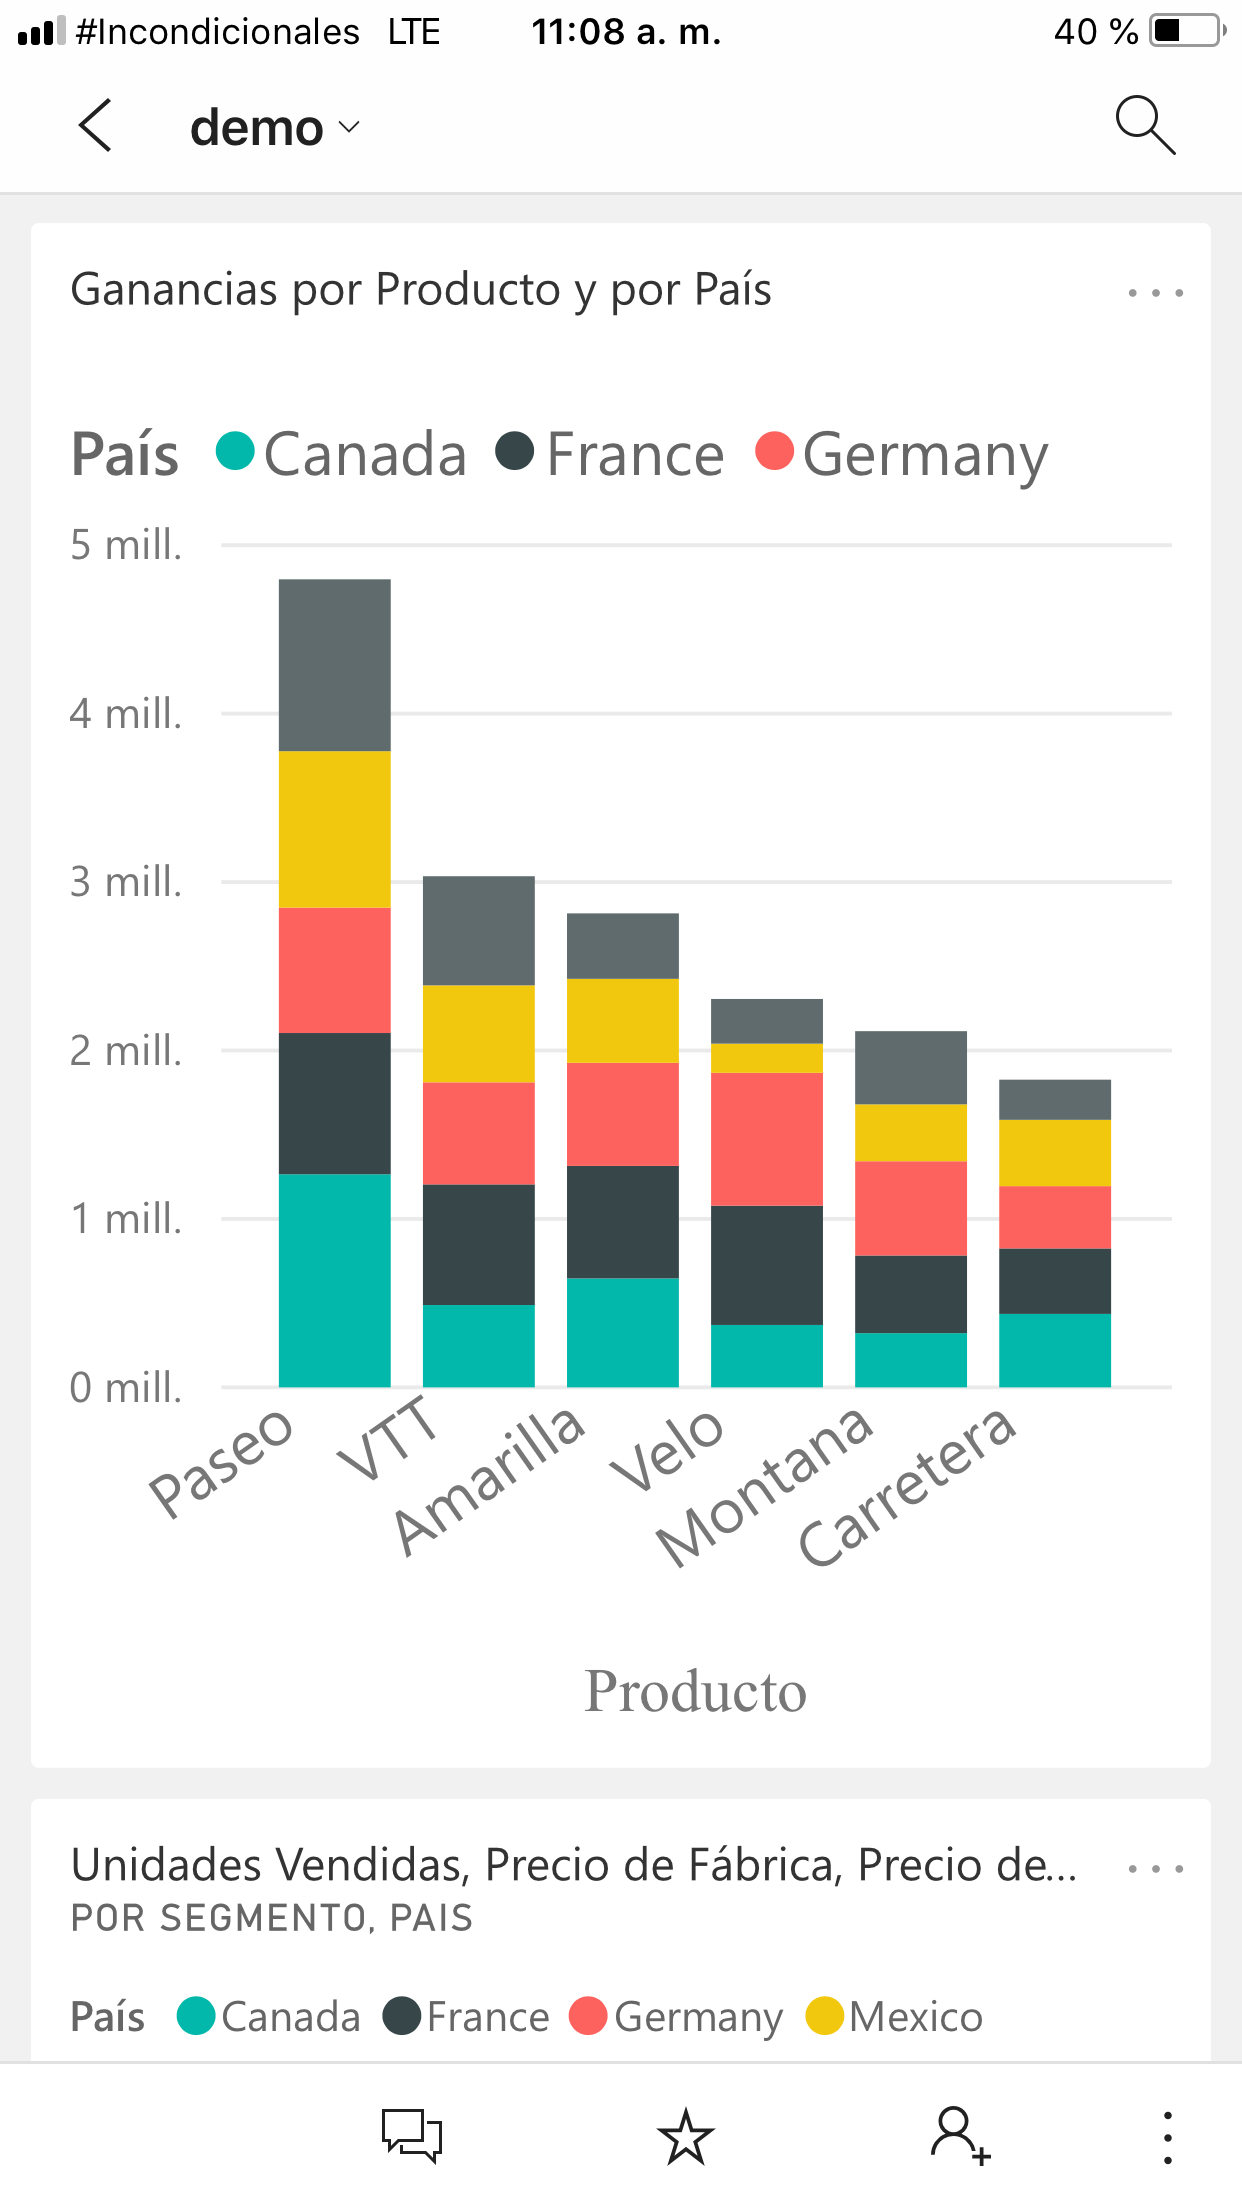 #Incondicionales LTE 11:08 a. m. 40 %
demo
Ganancias por Producto y por País
País Canada France Germany
5 mill.
4 mill.
3 mill.
2 mill.
1 mill.
0 mill.
Paseo VTT Amarilla Velo Montana Carretera
Producto
Unidades Vendidas, Precio de Fábrica, Precio de...
POR SEGMENTO, PAIS
País Canada France Germany Mexico